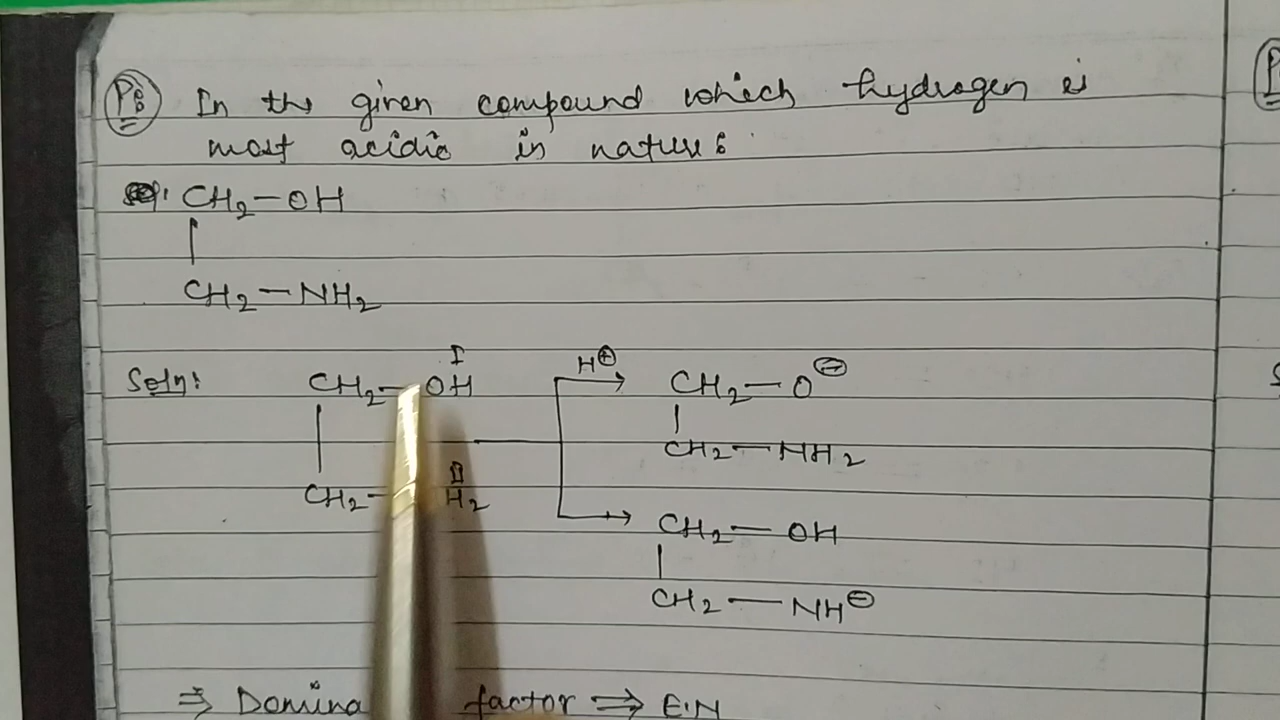 P:8 In the given compound which hydrogen is
most acidic in nature:
CH2-OH
|
CH2-NH2
Soln: CH2-OH I H⊕ → CH2-O⊖
| |
CH2- H2 II CH2-NH2
→ CH2-OH
|
CH2-NH⊖
⇒ Domina factor ⇒ E.N